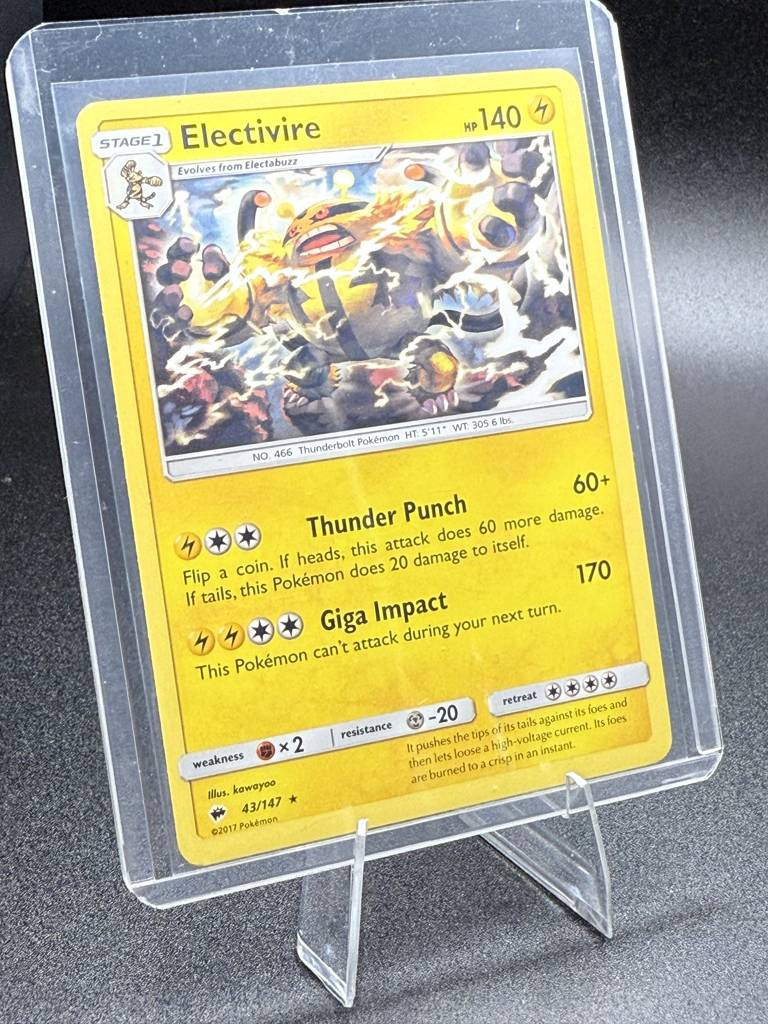 STAGE1 Electivire HP 140
Evolves from Electabuzz
NO. 466 Thunderbolt Pokémon HT: 5'11" WT: 305.6 lbs.
Thunder Punch 60+
Flip a coin. If heads, this attack does 60 more damage.
If tails, this Pokémon does 20 damage to itself.
Giga Impact 170
This Pokémon can't attack during your next turn.
weakness ×2 resistance -20 retreat
It pushes the tips of its tails against its foes and
then lets loose a high-voltage current. Its foes
are burned to a crisp in an instant.
Illus. kawayoo
43/147 ★
©2017 Pokémon